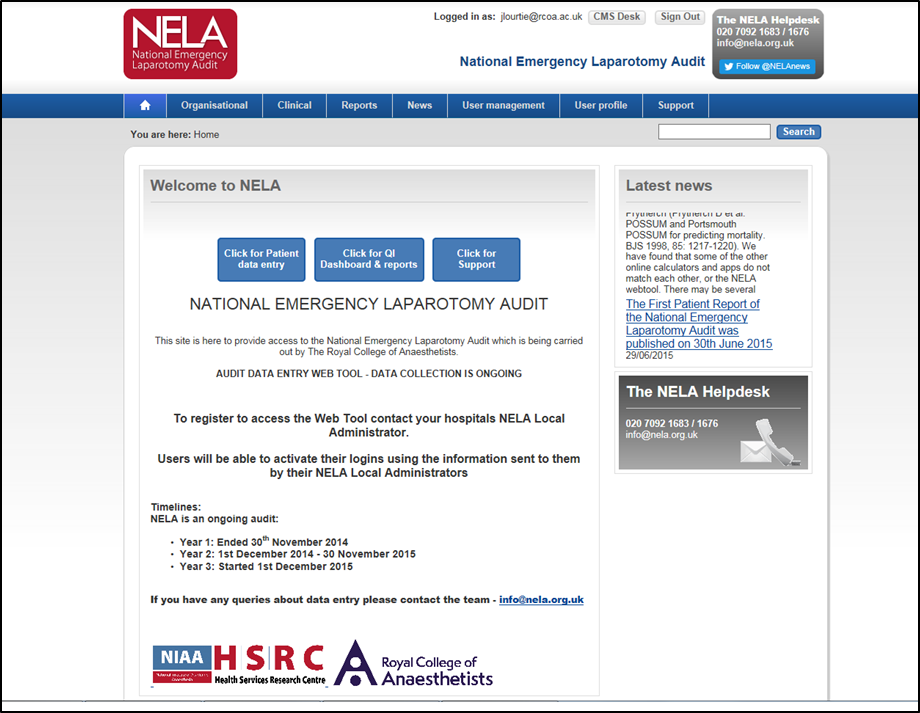 NELA
National Emergency
Laparotomy Audit
Logged in as: jlourtie@rcoa.ac.uk CMS Desk Sign Out
National Emergency Laparotomy Audit
The NELA Helpdesk
020 7092 1683 / 1676
info@nela.org.uk
Follow @NELAnews
Organisational Clinical Reports News User management User profile Support
You are here: Home
Search
Welcome to NELA
Click for Patient
data entry
Click for QI
Dashboard & reports
Click for
Support
NATIONAL EMERGENCY LAPAROTOMY AUDIT
This site is here to provide access to the National Emergency Laparotomy Audit which is being carried
out by The Royal College of Anaesthetists.
AUDIT DATA ENTRY WEB TOOL - DATA COLLECTION IS ONGOING
To register to access the Web Tool contact your hospitals NELA Local
Administrator.
Users will be able to activate their logins using the information sent to them
by their NELA Local Administrators
Timelines:
NELA is an ongoing audit:
• Year 1: Ended 30th November 2014
• Year 2: 1st December 2014 - 30 November 2015
• Year 3: Started 1st December 2015
If you have any queries about data entry please contact the team - info@nela.org.uk
NIAA
HSRC
Health Services Research Centre
Royal College of
Anaesthetists
Latest news
Prytherch (Prytherch D et al.
POSSUM and Portsmouth
POSSUM for predicting mortality.
BJS 1998, 85: 1217-1220). We
have found that some of the other
online calculators and apps do not
match each other, or the NELA
webtool. There may be several
The First Patient Report of
the National Emergency
Laparotomy Audit was
published on 30th June 2015
29/06/2015
The NELA Helpdesk
020 7092 1683 / 1676
info@nela.org.uk